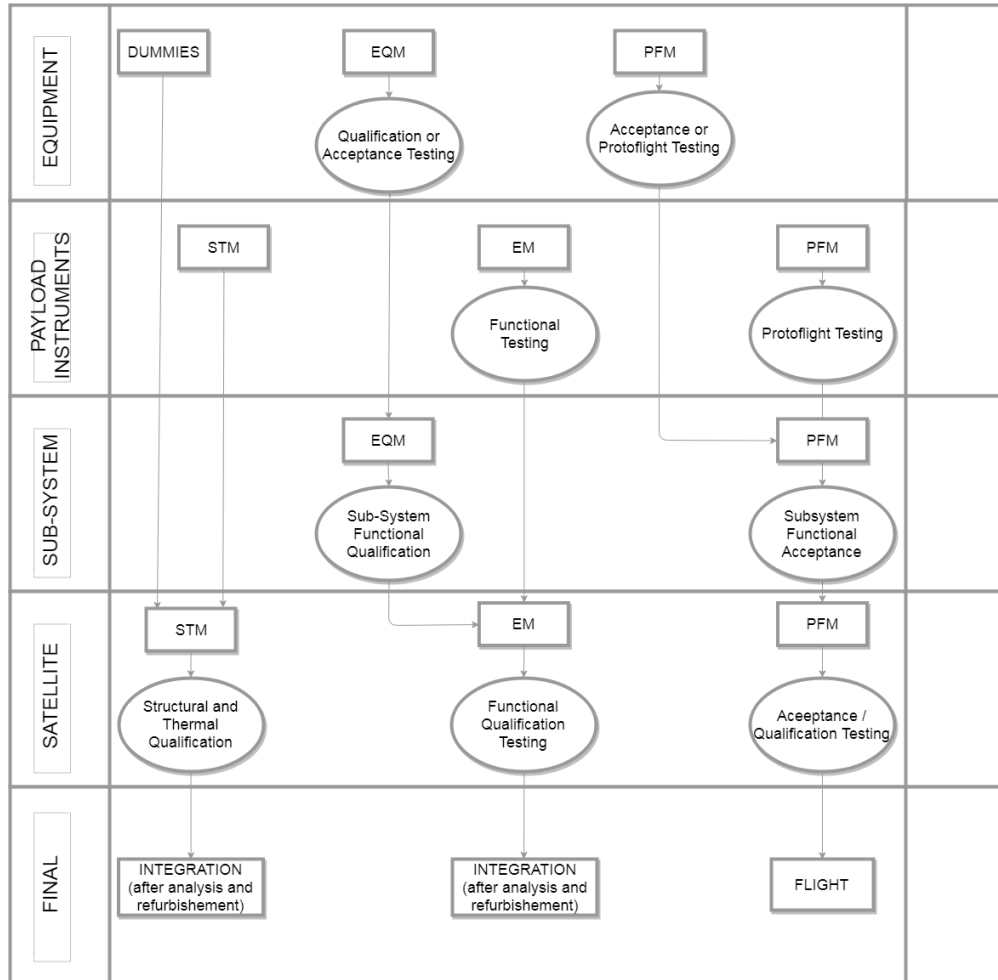 EQUIPMENT
DUMMIES
EQM
PFM
Qualification or
Acceptance Testing
Acceptance or
Protoflight Testing
PAYLOAD
INSTRUMENTS
STM
EM
PFM
Functional
Testing
Protoflight Testing
SUB-SYSTEM
EQM
PFM
Sub-System
Functional
Qualification
Subsystem
Functional
Acceptance
SATELLITE
STM
EM
PFM
Structural and
Thermal
Qualification
Functional
Qualification
Testing
Aceeptance /
Qualification Testing
FINAL
INTEGRATION
(after analysis and
refurbishement)
INTEGRATION
(after analysis and
refurbishement)
FLIGHT